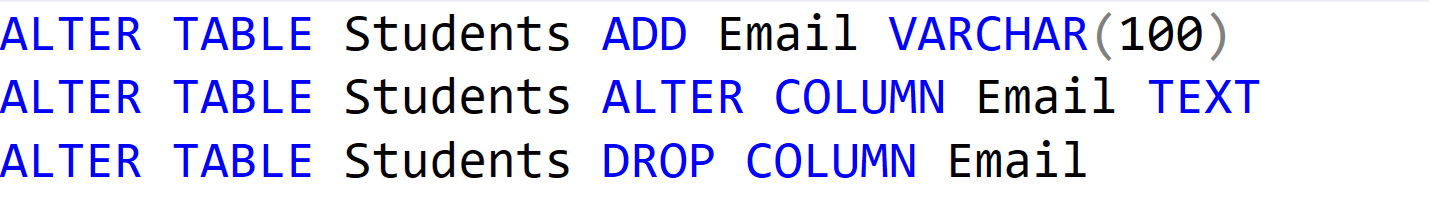 ALTER TABLE Students ADD Email VARCHAR(100)
ALTER TABLE Students ALTER COLUMN Email TEXT
ALTER TABLE Students DROP COLUMN Email